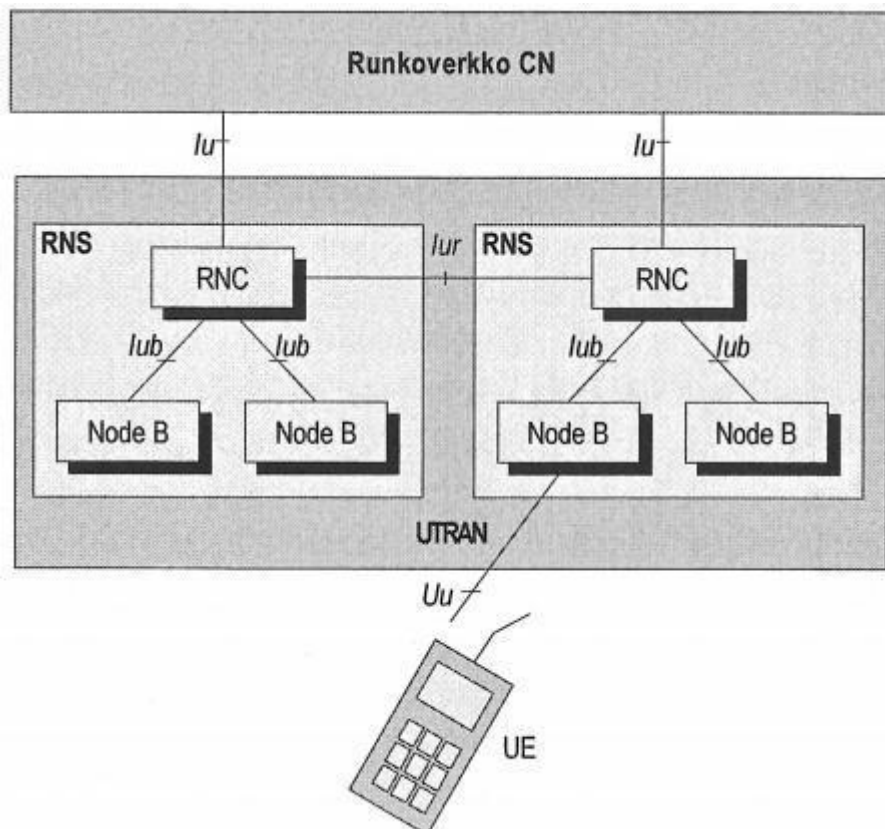 Runkoverkko CN
Iu
Iu
RNS
Iur
RNS
RNC
RNC
Iub
Iub
Iub
Iub
Node B
Node B
Node B
Node B
UTRAN
Uu
UE